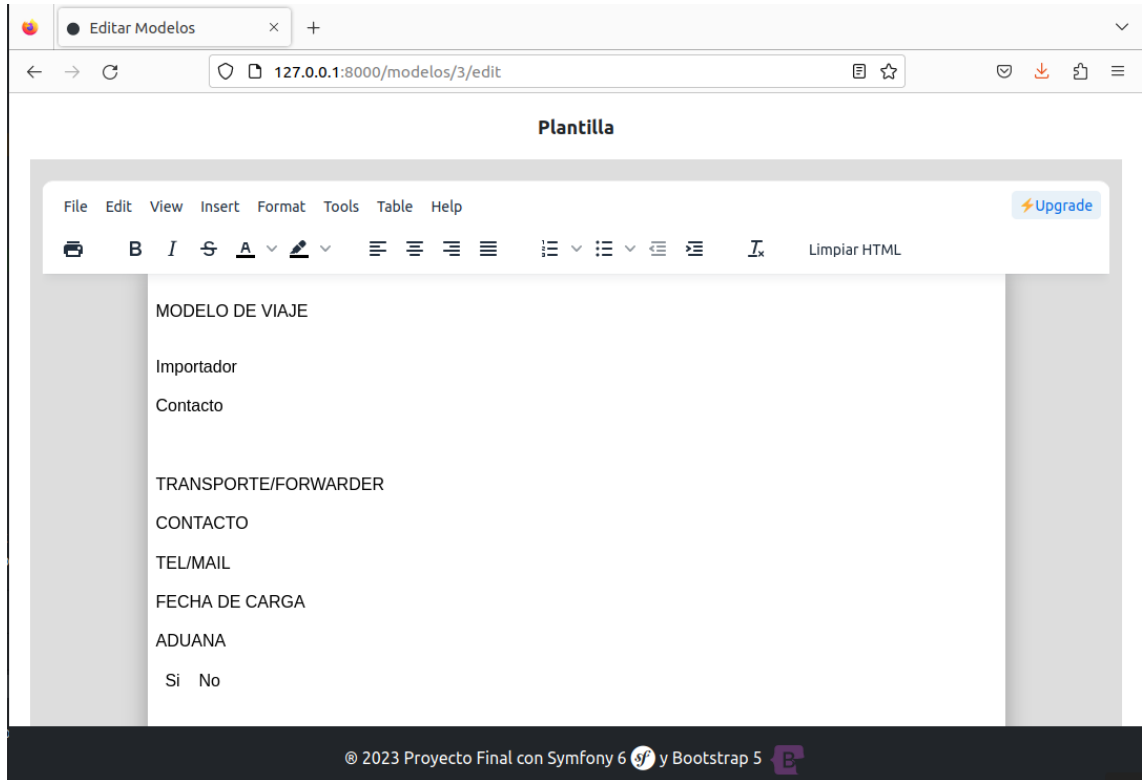 Editar Modelos
127.0.0.1:8000/modelos/3/edit
Plantilla
File Edit View Insert Format Tools Table Help
⚡Upgrade
B I S A Limpiar HTML
MODELO DE VIAJE
Importador
Contacto
TRANSPORTE/FORWARDER
CONTACTO
TEL/MAIL
FECHA DE CARGA
ADUANA
Si No
® 2023 Proyecto Final con Symfony 6 sf y Bootstrap 5 B